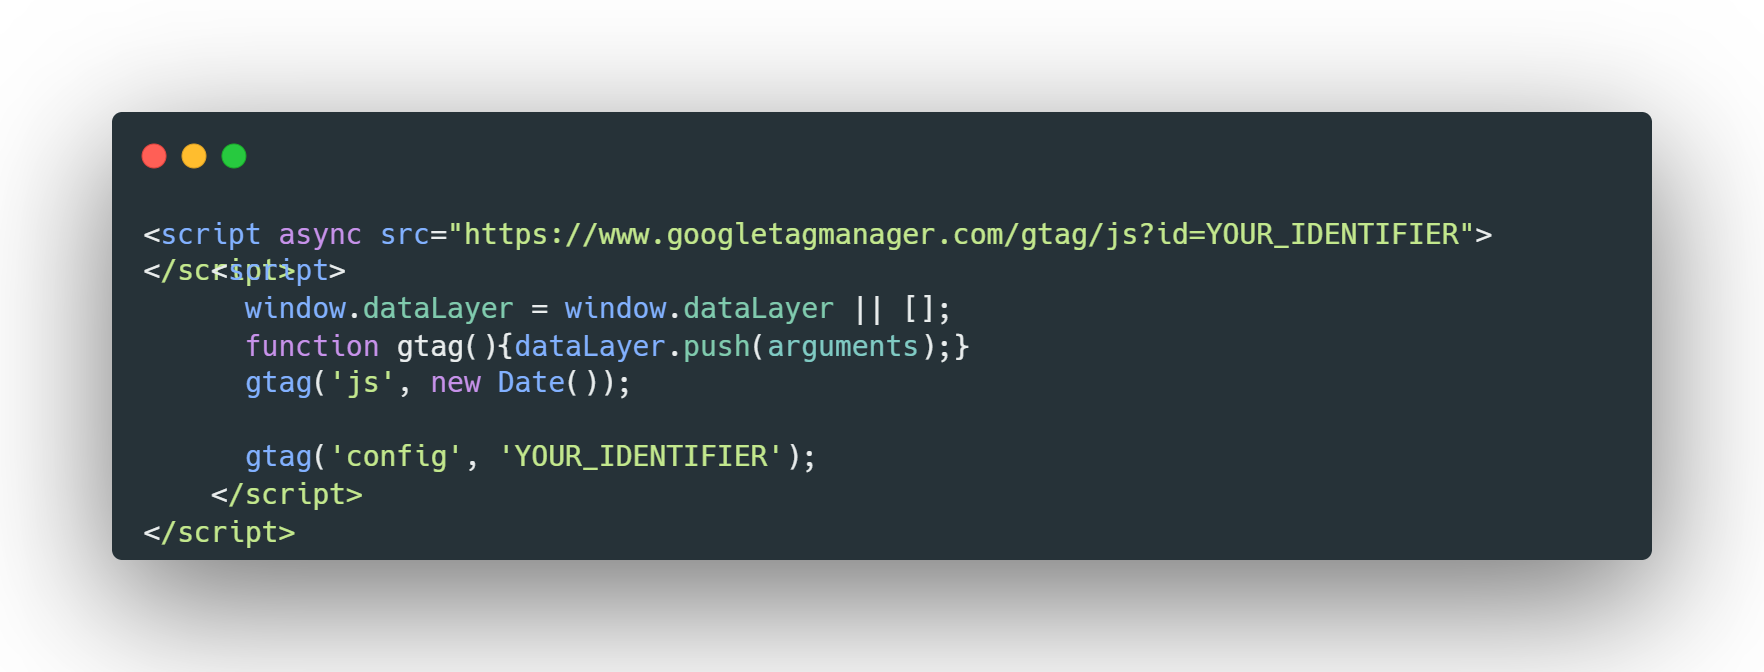 <script async src="https://www.googletagmanager.com/gtag/js?id=YOUR_IDENTIFIER">
</script> <script>
window.dataLayer = window.dataLayer || [];
function gtag(){dataLayer.push(arguments);}
gtag('js', new Date());
gtag('config', 'YOUR_IDENTIFIER');
</script>
</script>